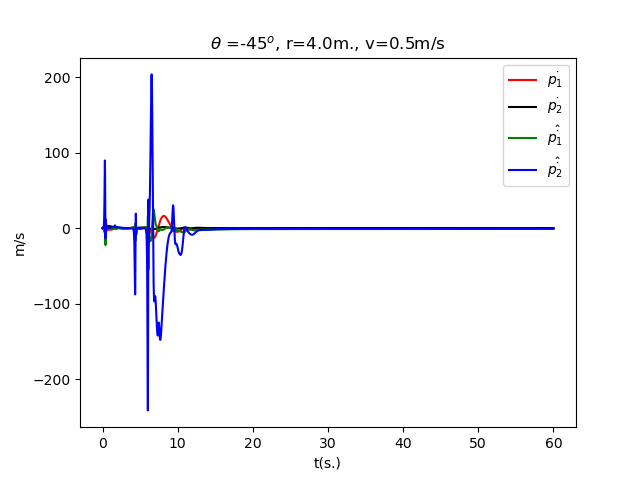 θ =-45°, r=4.0m., v=0.5m/s
200
100
0
−100
−200
m/s
0 10 20 30 40 50 60
t(s.)
ṗ₁
ṗ₂
p̂̇₁
p̂̇₂